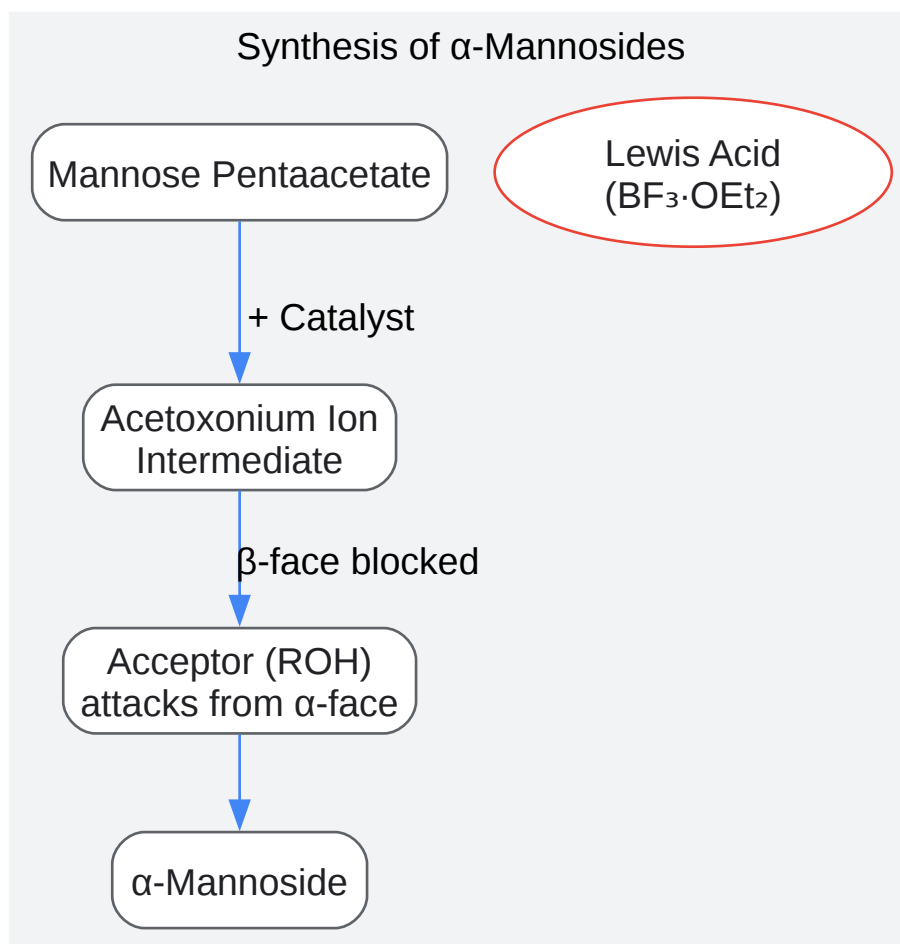 Synthesis of α-Mannosides
Mannose Pentaacetate
Lewis Acid
(BF₃·OEt₂)
+ Catalyst
Acetoxonium Ion
Intermediate
β-face blocked
Acceptor (ROH)
attacks from α-face
α-Mannoside